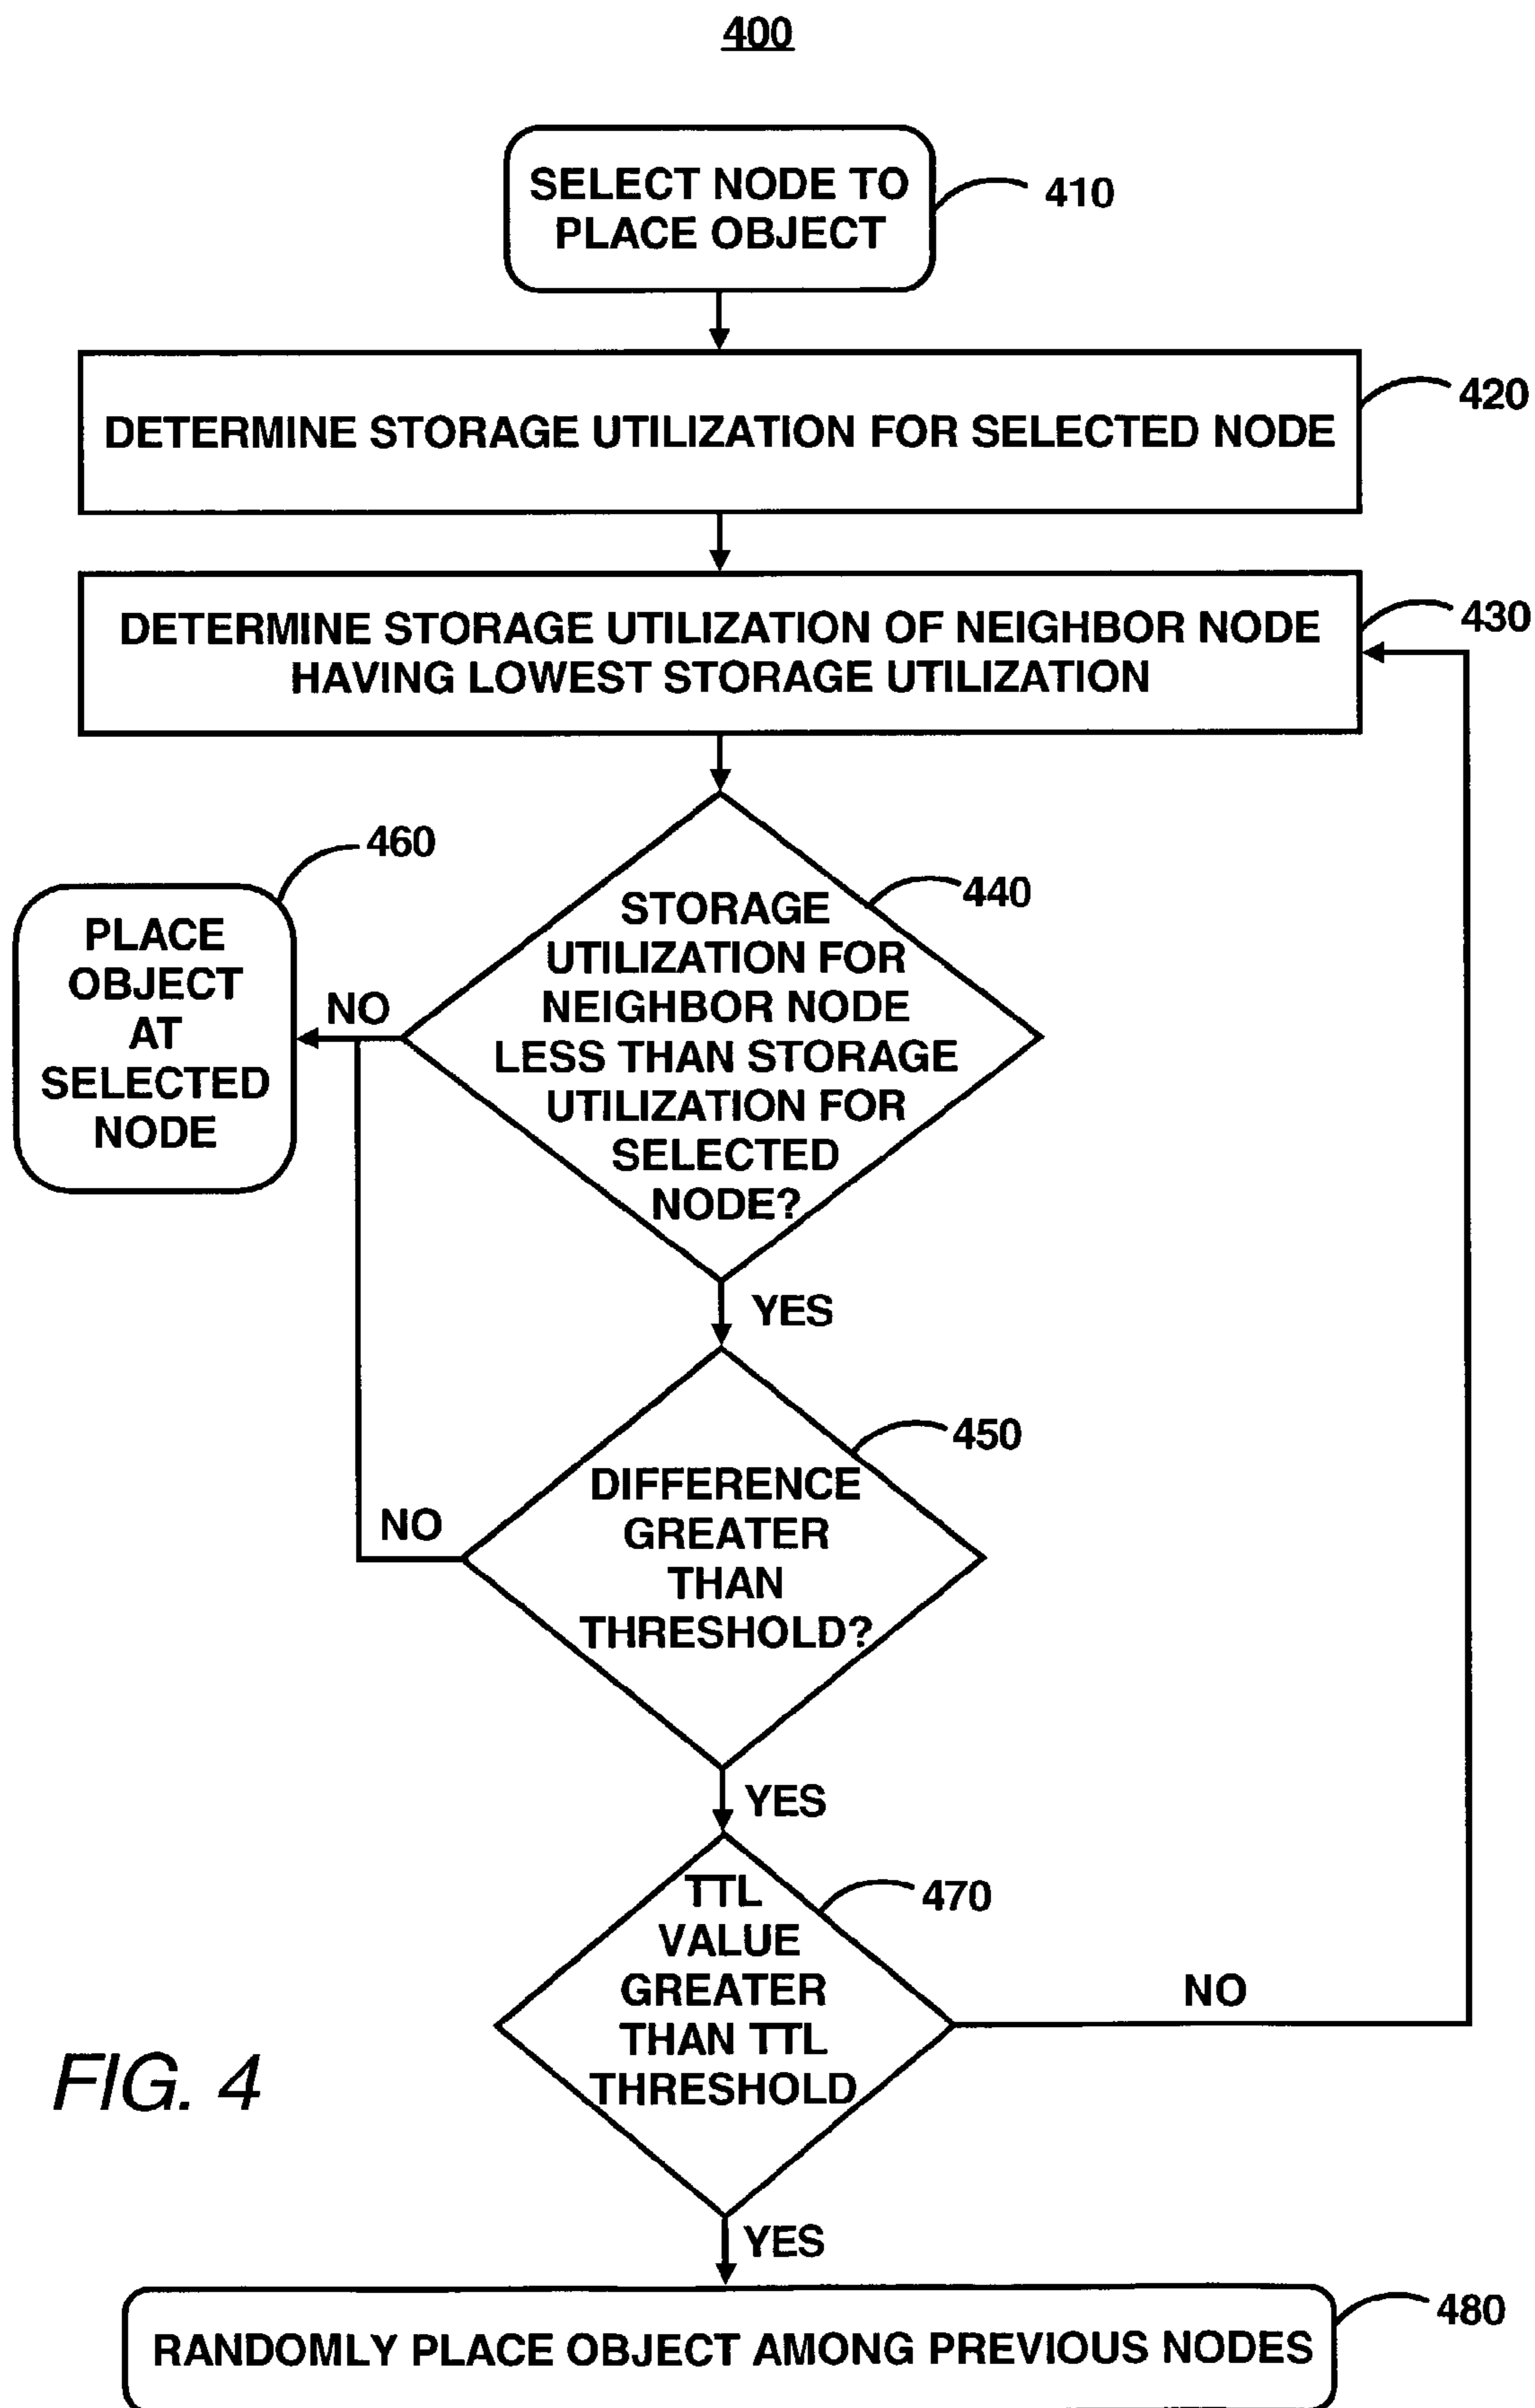 400
SELECT NODE TO
PLACE OBJECT
410
DETERMINE STORAGE UTILIZATION FOR SELECTED NODE
420
DETERMINE STORAGE UTILIZATION OF NEIGHBOR NODE
HAVING LOWEST STORAGE UTILIZATION
430
460
PLACE
OBJECT
AT
SELECTED
NODE
NO
440
STORAGE
UTILIZATION FOR
NEIGHBOR NODE
LESS THAN STORAGE
UTILIZATION FOR
SELECTED
NODE?
YES
450
DIFFERENCE
GREATER
THAN
THRESHOLD?
NO
YES
470
TTL
VALUE
GREATER
THAN TTL
THRESHOLD
NO
FIG. 4
YES
480
RANDOMLY PLACE OBJECT AMONG PREVIOUS NODES